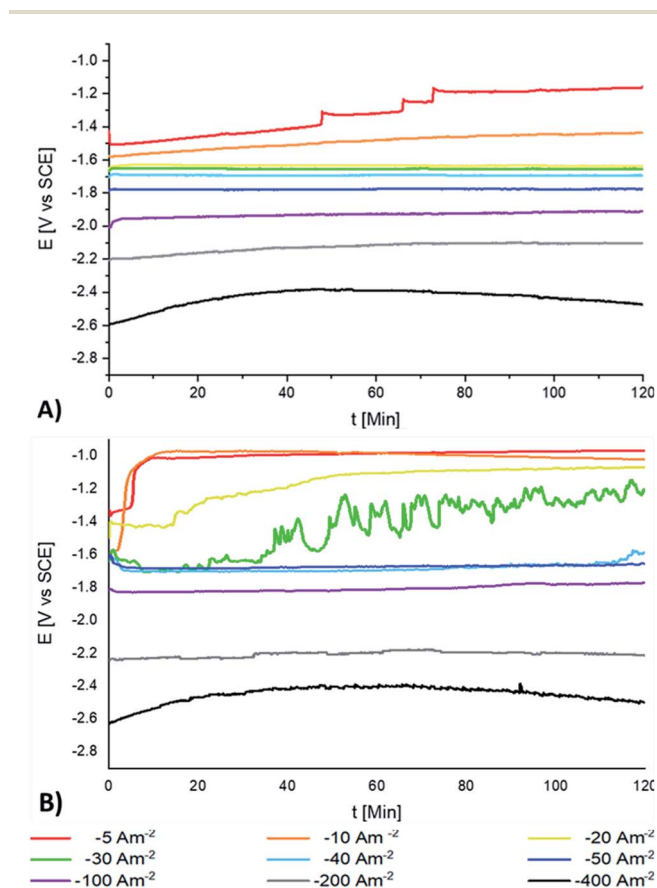 -1.0
-1.2
-1.4
-1.6
-1.8
-2.0
-2.2
-2.4
-2.6
-2.8
E [V vs SCE]
0 20 40 60 80 100 120
A)
t [Min]
-1.0
-1.2
-1.4
-1.6
-1.8
-2.0
-2.2
-2.4
-2.6
-2.8
E [V vs SCE]
0 20 40 60 80 100 120
B)
t [Min]
-5 Am⁻² -10 Am⁻² -20 Am⁻²
-30 Am⁻² -40 Am⁻² -50 Am⁻²
-100 Am⁻² -200 Am⁻² -400 Am⁻²